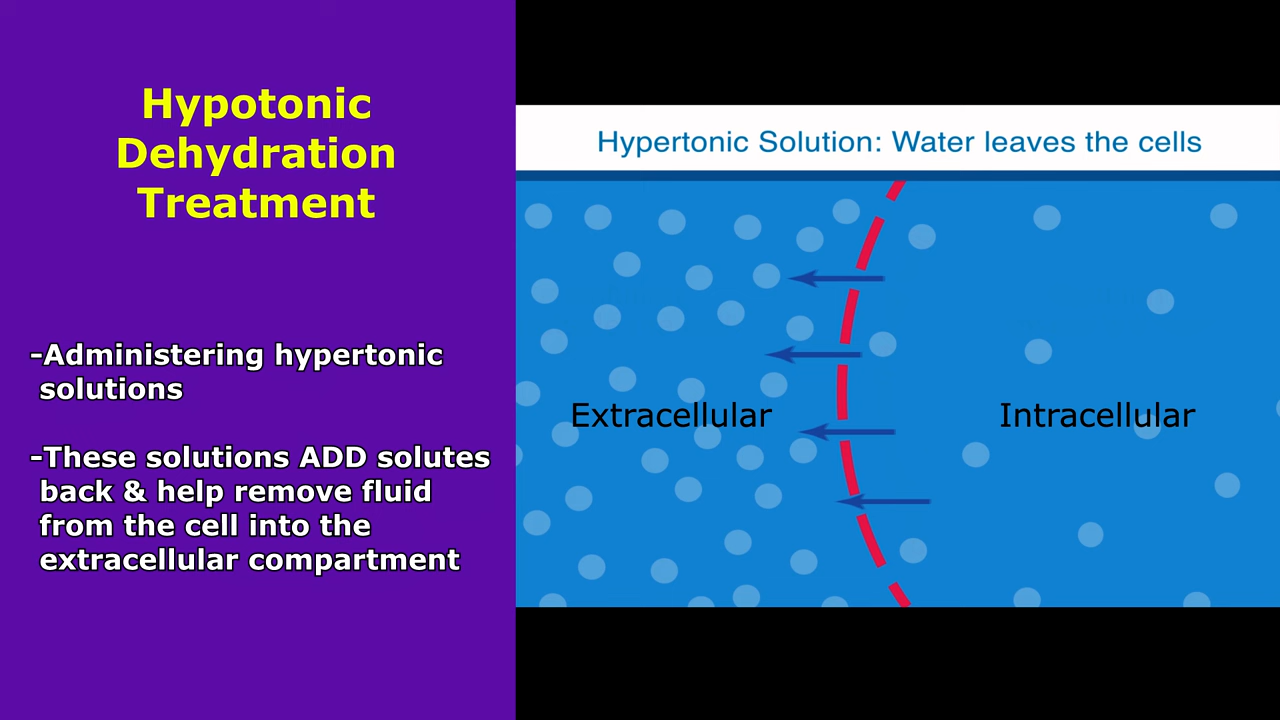 Hypotonic
Dehydration
Treatment
-Administering hypertonic
solutions
-These solutions ADD solutes
back & help remove fluid
from the cell into the
extracellular compartment
Hypertonic Solution: Water leaves the cells
Extracellular
Intracellular